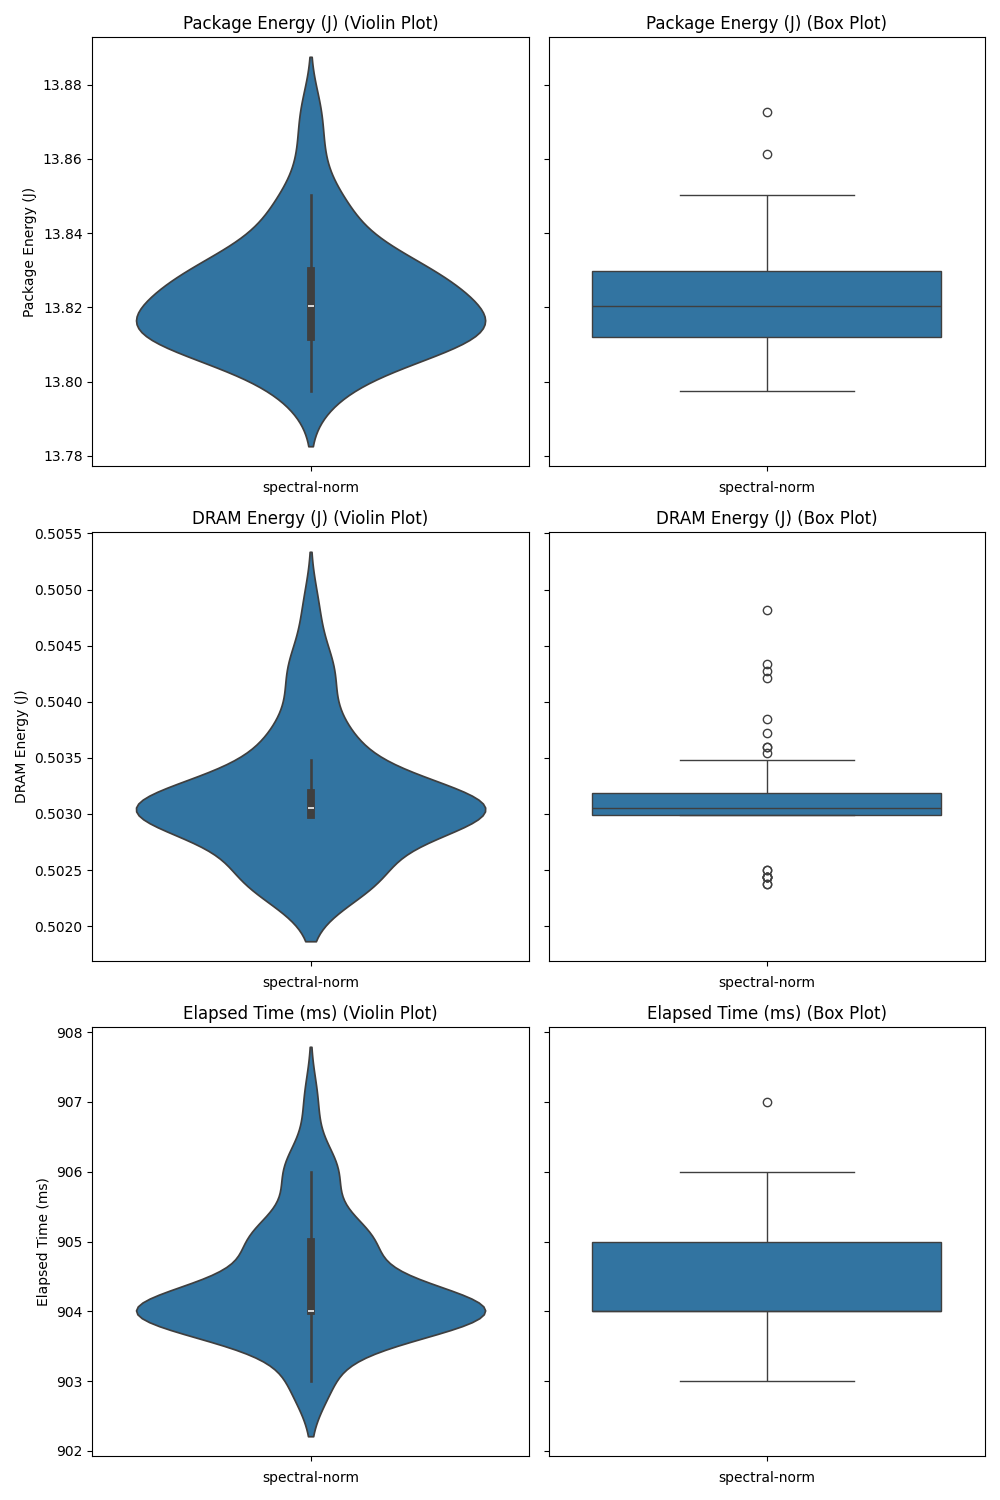 Package Energy (J) (Violin Plot)
Package Energy (J) (Box Plot)
Package Energy (J)
13.88
13.86
13.84
13.82
13.80
13.78
spectral-norm
spectral-norm
DRAM Energy (J) (Violin Plot)
DRAM Energy (J) (Box Plot)
DRAM Energy (J)
0.5055
0.5050
0.5045
0.5040
0.5035
0.5030
0.5025
0.5020
spectral-norm
spectral-norm
Elapsed Time (ms) (Violin Plot)
Elapsed Time (ms) (Box Plot)
Elapsed Time (ms)
908
907
906
905
904
903
902
spectral-norm
spectral-norm